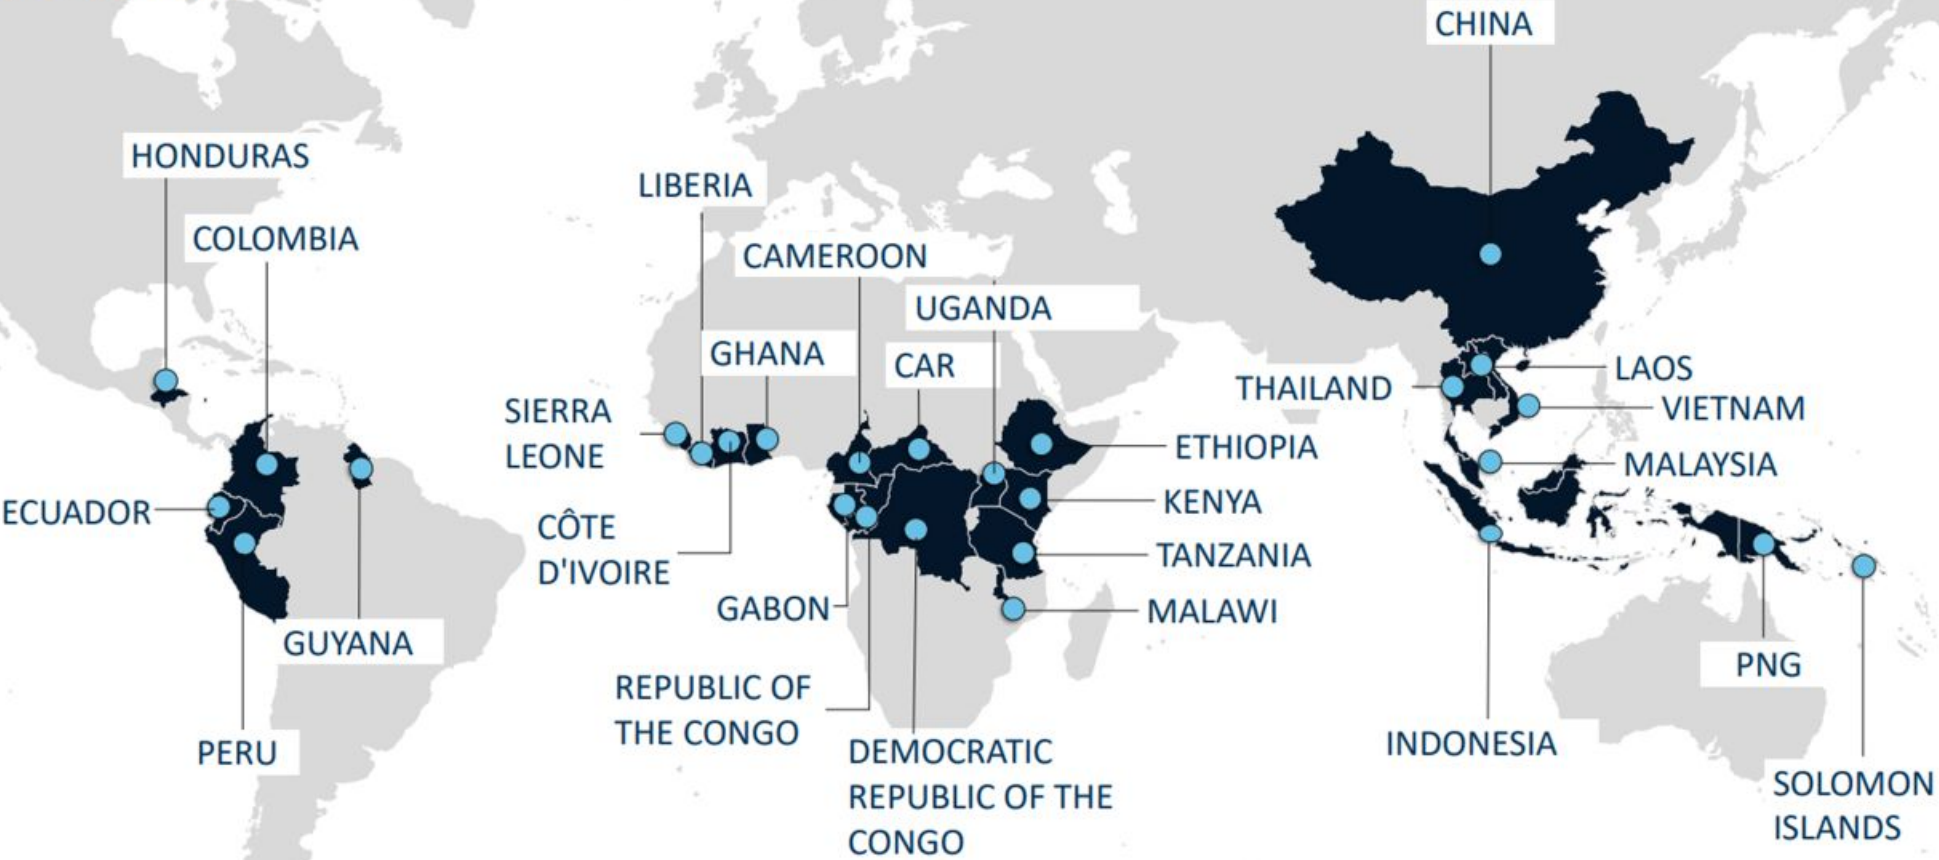 CHINA
HONDURAS
LIBERIA
COLOMBIA
CAMEROON
UGANDA
GHANA
CAR
LAOS
THAILAND
VIETNAM
SIERRA
LEONE
ETHIOPIA
MALAYSIA
ECUADOR
KENYA
CÔTE
D'IVOIRE
TANZANIA
GABON
MALAWI
GUYANA
PNG
REPUBLIC OF
THE CONGO
PERU
DEMOCRATIC
REPUBLIC OF THE
CONGO
INDONESIA
SOLOMON
ISLANDS